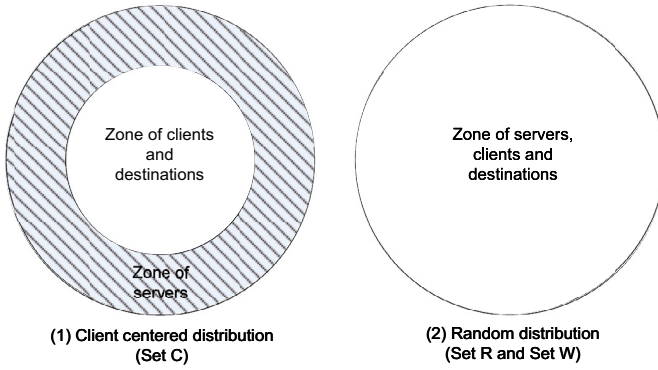 Zone of clients
and
destinations
Zone of
servers
(1) Client centered distribution
(Set C)
Zone of servers,
clients and
destinations
(2) Random distribution
(Set R and Set W)